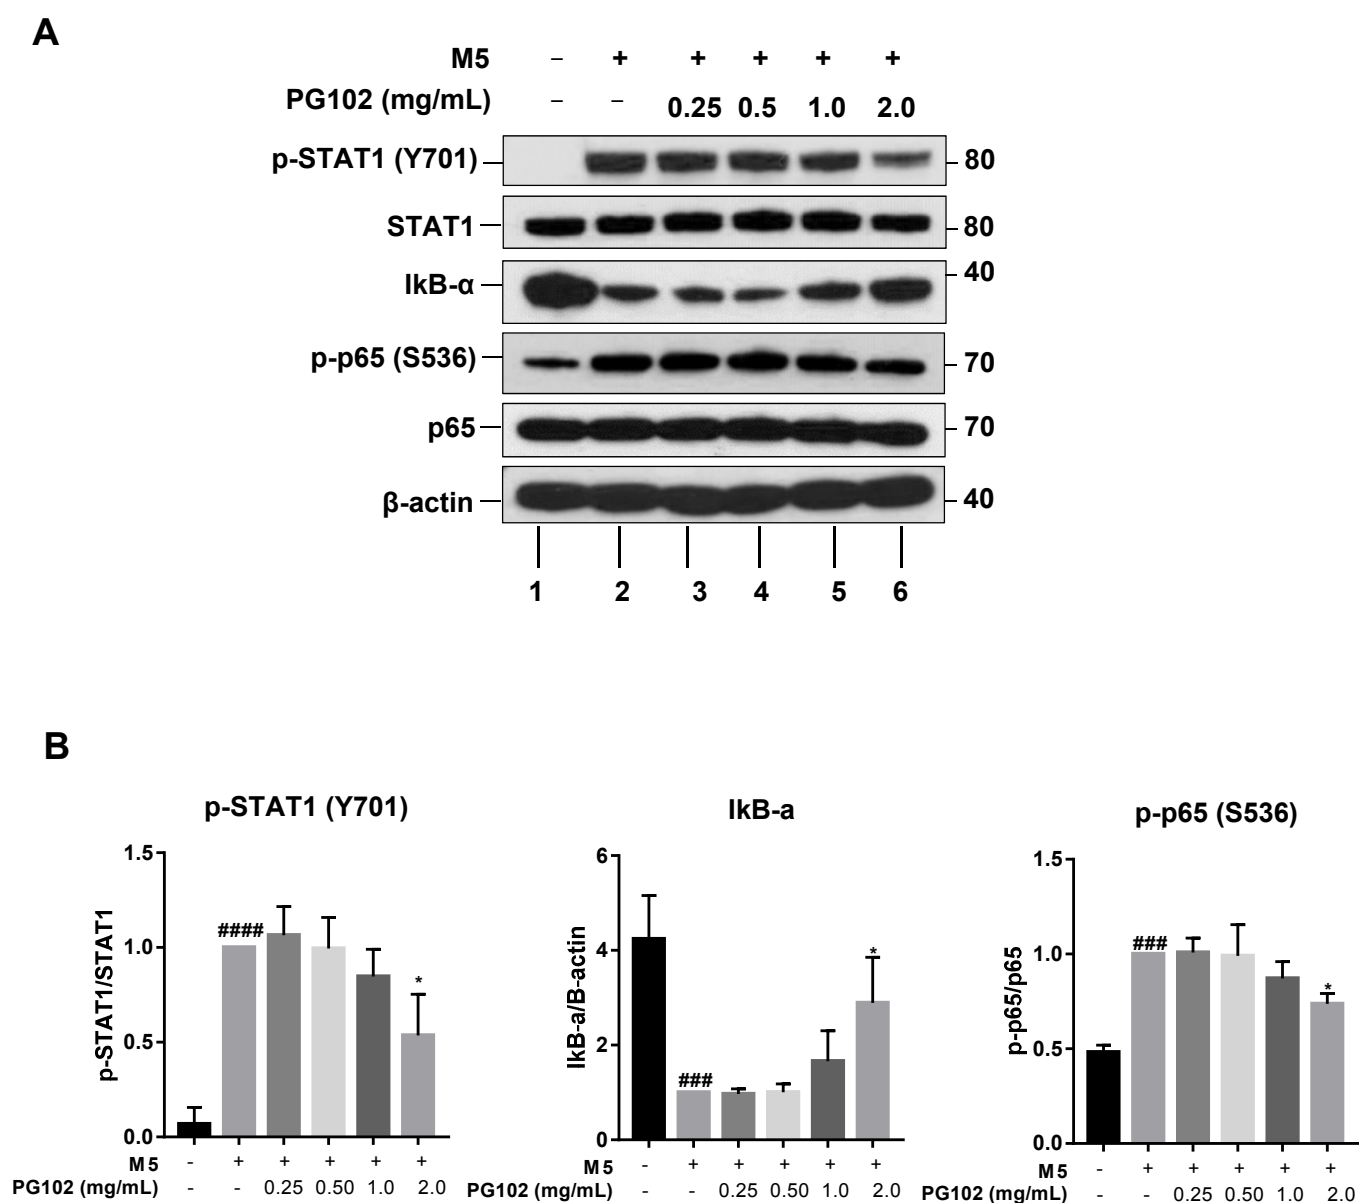 A
M5 – + + + + +
PG102 (mg/mL) – – 0.25 0.5 1.0 2.0
p-STAT1 (Y701) 80
STAT1 80
IkB-α 40
p-p65 (S536) 70
p65 70
β-actin 40
1 2 3 4 5 6
B
p-STAT1 (Y701)
p-STAT1/STAT1
1.5
1.0
0.5
0.0
####
*
M5 - + + + + +
PG102 (mg/mL) - - 0.25 0.50 1.0 2.0
IkB-a
IkB-a/B-actin
6
4
2
0
###
*
M5 - + + + + +
PG102 (mg/mL) - - 0.25 0.50 1.0 2.0
p-p65 (S536)
p-p65/p65
1.5
1.0
0.5
0.0
###
*
M5 - + + + + +
PG102 (mg/mL) - - 0.25 0.50 1.0 2.0